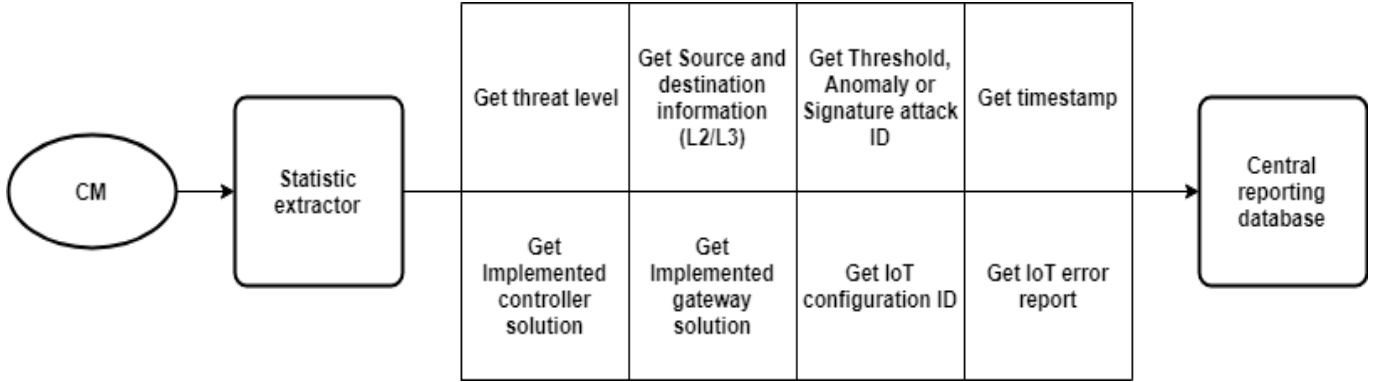 CM
Statistic
extractor
Get threat level
Get Source and
destination
information
(L2/L3)
Get Threshold,
Anomaly or
Signature attack
ID
Get timestamp
Get
Implemented
controller
solution
Get
Implemented
gateway
solution
Get IoT
configuration ID
Get IoT error
report
Central
reporting
database